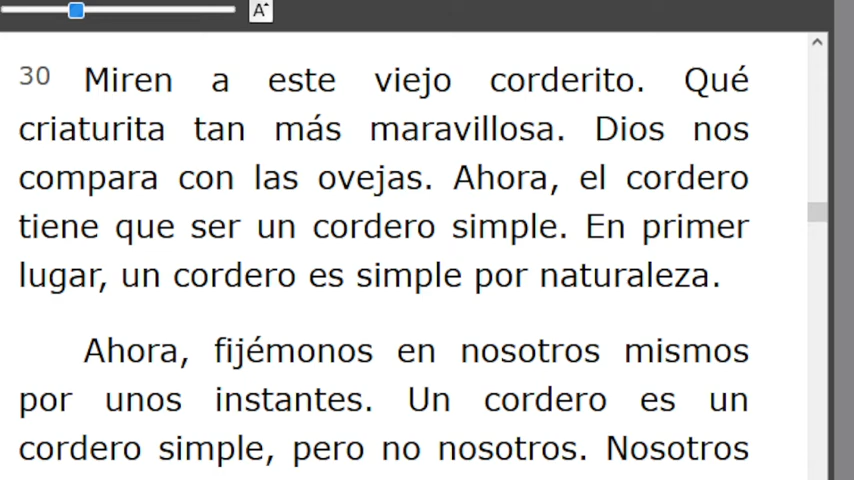 A
30 Miren a este viejo corderito. Qué
criaturita tan más maravillosa. Dios nos
compara con las ovejas. Ahora, el cordero
tiene que ser un cordero simple. En primer
lugar, un cordero es simple por naturaleza.
Ahora, fijémonos en nosotros mismos
por unos instantes. Un cordero es un
cordero simple, pero no nosotros. Nosotros